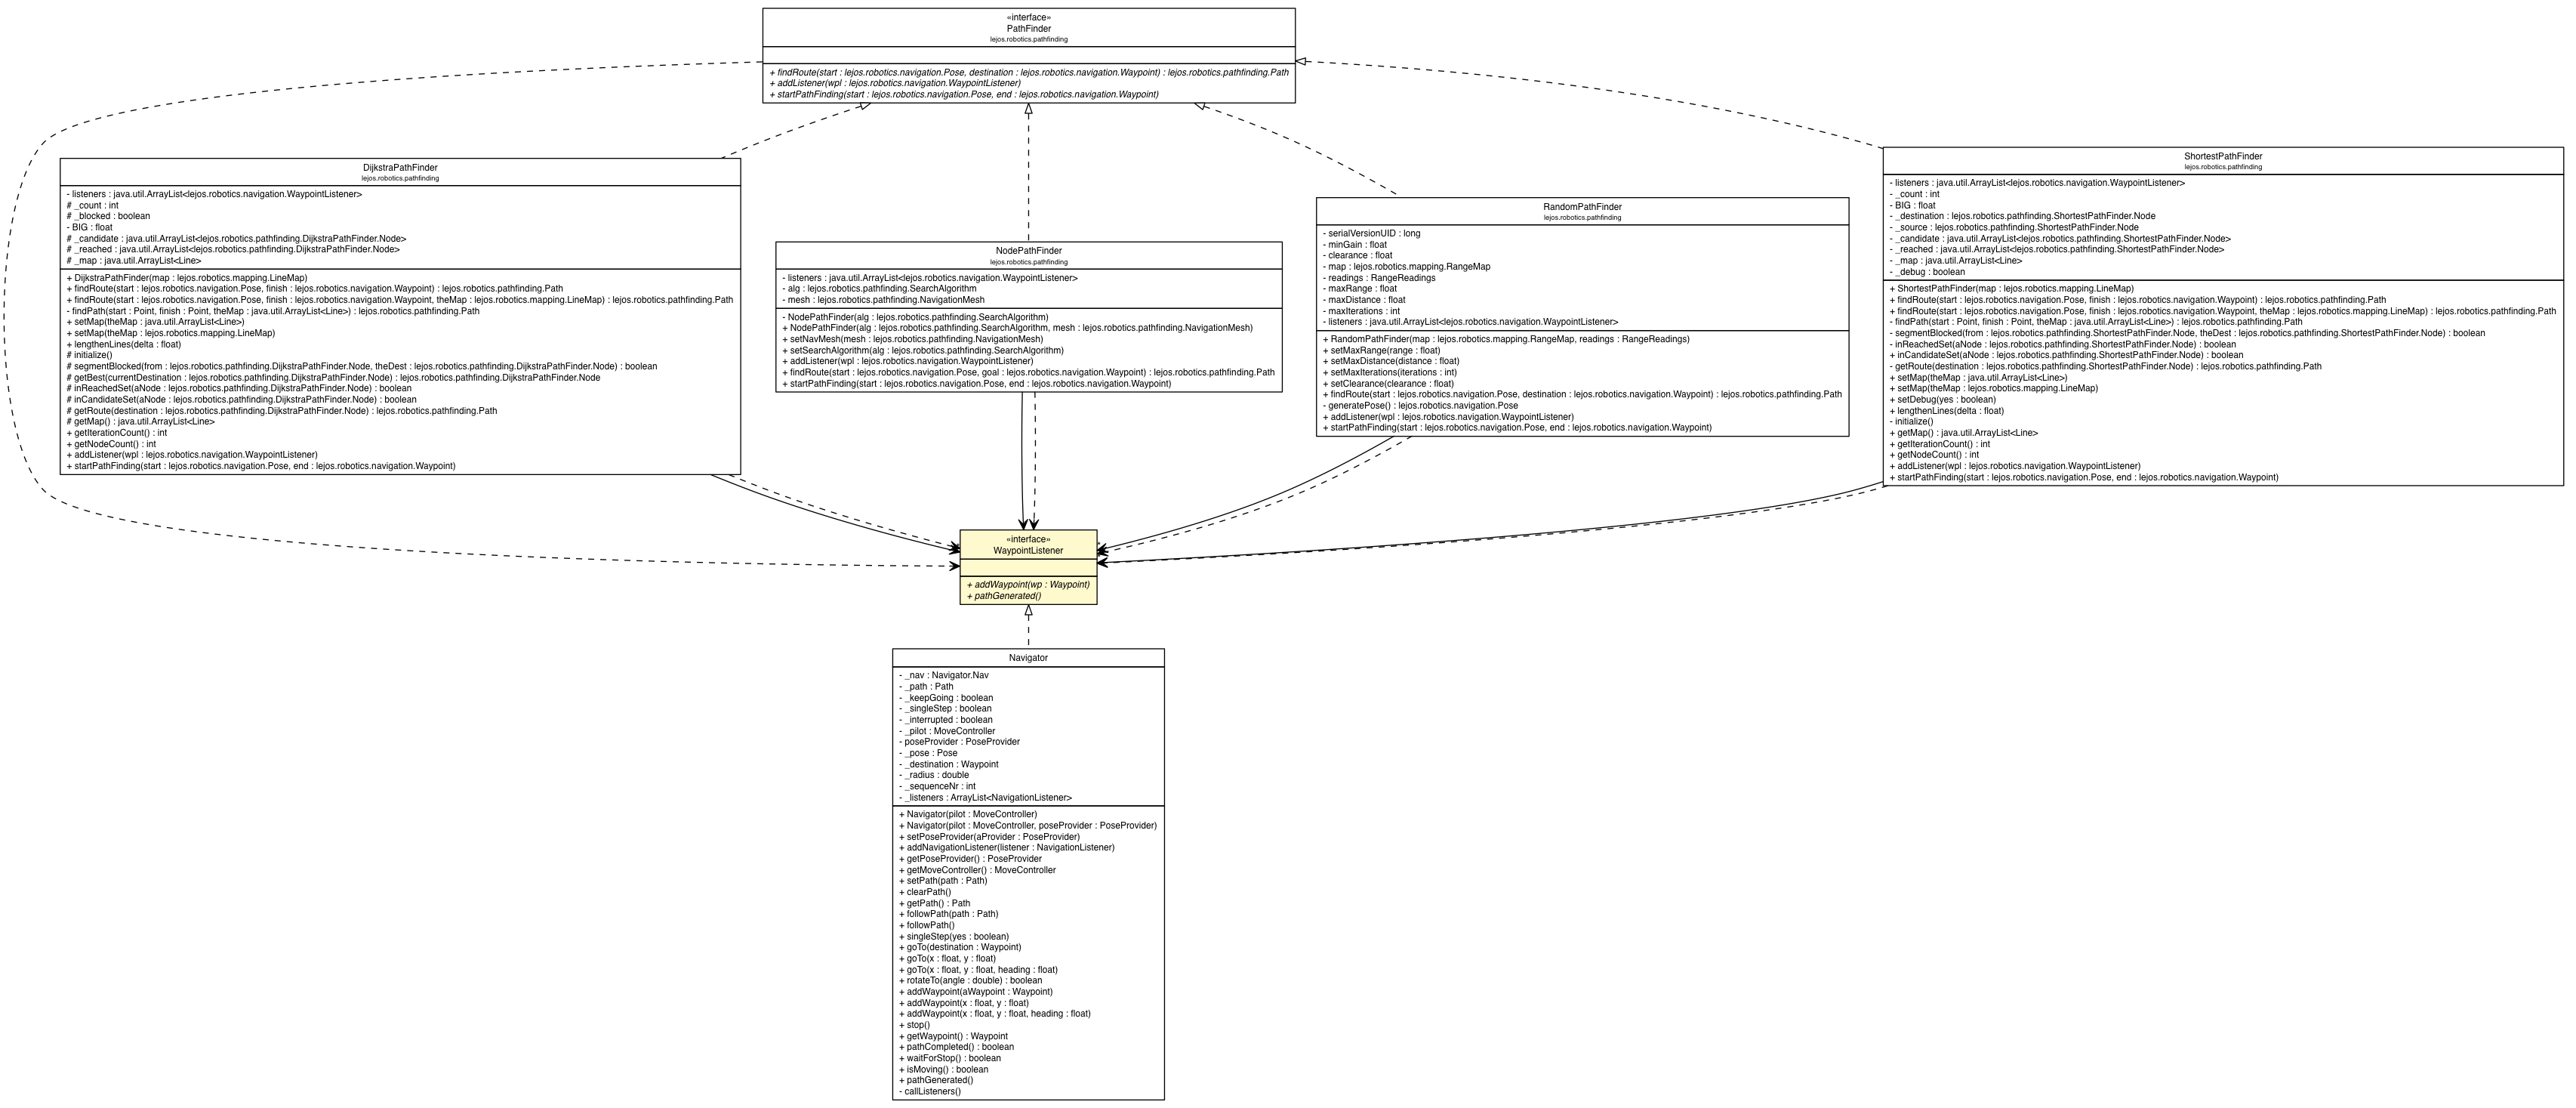 «interface»
PathFinder
lejos.robotics.pathfinding
+ findRoute(start : lejos.robotics.navigation.Pose, destination : lejos.robotics.navigation.Waypoint) : lejos.robotics.pathfinding.Path
+ addListener(wpl : lejos.robotics.navigation.WaypointListener)
+ startPathFinding(start : lejos.robotics.navigation.Pose, end : lejos.robotics.navigation.Waypoint)
DijkstraPathFinder
lejos.robotics.pathfinding
- listeners : java.util.ArrayList<lejos.robotics.navigation.WaypointListener>
# _count : int
# _blocked : boolean
- BIG : float
# _candidate : java.util.ArrayList<lejos.robotics.pathfinding.DijkstraPathFinder.Node>
# _reached : java.util.ArrayList<lejos.robotics.pathfinding.DijkstraPathFinder.Node>
# _map : java.util.ArrayList<Line>
+ DijkstraPathFinder(map : lejos.robotics.mapping.LineMap)
+ findRoute(start : lejos.robotics.navigation.Pose, finish : lejos.robotics.navigation.Waypoint) : lejos.robotics.pathfinding.Path
+ findRoute(start : lejos.robotics.navigation.Pose, finish : lejos.robotics.navigation.Waypoint, theMap : lejos.robotics.mapping.LineMap) : lejos.robotics.pathfinding.Path
- findPath(start : Point, finish : Point, theMap : java.util.ArrayList<Line>) : lejos.robotics.pathfinding.Path
+ setMap(theMap : java.util.ArrayList<Line>)
+ setMap(theMap : lejos.robotics.mapping.LineMap)
+ lengthenLines(delta : float)
# initialize()
# segmentBlocked(from : lejos.robotics.pathfinding.DijkstraPathFinder.Node, theDest : lejos.robotics.pathfinding.DijkstraPathFinder.Node) : boolean
# getBest(currentDestination : lejos.robotics.pathfinding.DijkstraPathFinder.Node) : lejos.robotics.pathfinding.DijkstraPathFinder.Node
# inReachedSet(aNode : lejos.robotics.pathfinding.DijkstraPathFinder.Node) : boolean
# inCandidateSet(aNode : lejos.robotics.pathfinding.DijkstraPathFinder.Node) : boolean
# getRoute(destination : lejos.robotics.pathfinding.DijkstraPathFinder.Node) : lejos.robotics.pathfinding.Path
# getMap() : java.util.ArrayList<Line>
+ getIterationCount() : int
+ getNodeCount() : int
+ addListener(wpl : lejos.robotics.navigation.WaypointListener)
+ startPathFinding(start : lejos.robotics.navigation.Pose, end : lejos.robotics.navigation.Waypoint)
NodePathFinder
lejos.robotics.pathfinding
- listeners : java.util.ArrayList<lejos.robotics.navigation.WaypointListener>
- alg : lejos.robotics.pathfinding.SearchAlgorithm
- mesh : lejos.robotics.pathfinding.NavigationMesh
- NodePathFinder(alg : lejos.robotics.pathfinding.SearchAlgorithm)
+ NodePathFinder(alg : lejos.robotics.pathfinding.SearchAlgorithm, mesh : lejos.robotics.pathfinding.NavigationMesh)
+ setNavMesh(mesh : lejos.robotics.pathfinding.NavigationMesh)
+ setSearchAlgorithm(alg : lejos.robotics.pathfinding.SearchAlgorithm)
+ addListener(wpl : lejos.robotics.navigation.WaypointListener)
+ findRoute(start : lejos.robotics.navigation.Pose, goal : lejos.robotics.navigation.Waypoint) : lejos.robotics.pathfinding.Path
+ startPathFinding(start : lejos.robotics.navigation.Pose, end : lejos.robotics.navigation.Waypoint)
RandomPathFinder
lejos.robotics.pathfinding
- serialVersionUID : long
- minGain : float
- clearance : float
- map : lejos.robotics.mapping.RangeMap
- readings : RangeReadings
- maxRange : float
- maxDistance : float
- maxIterations : int
- listeners : java.util.ArrayList<lejos.robotics.navigation.WaypointListener>
+ RandomPathFinder(map : lejos.robotics.mapping.RangeMap, readings : RangeReadings)
+ setMaxRange(range : float)
+ setMaxDistance(distance : float)
+ setMaxIterations(iterations : int)
+ setClearance(clearance : float)
+ findRoute(start : lejos.robotics.navigation.Pose, destination : lejos.robotics.navigation.Waypoint) : lejos.robotics.pathfinding.Path
- generatePose() : lejos.robotics.navigation.Pose
+ addListener(wpl : lejos.robotics.navigation.WaypointListener)
+ startPathFinding(start : lejos.robotics.navigation.Pose, end : lejos.robotics.navigation.Waypoint)
ShortestPathFinder
lejos.robotics.pathfinding
- listeners : java.util.ArrayList<lejos.robotics.navigation.WaypointListener>
- _count : int
- BIG : float
- _destination : lejos.robotics.pathfinding.ShortestPathFinder.Node
- _source : lejos.robotics.pathfinding.ShortestPathFinder.Node
- _candidate : java.util.ArrayList<lejos.robotics.pathfinding.ShortestPathFinder.Node>
- _reached : java.util.ArrayList<lejos.robotics.pathfinding.ShortestPathFinder.Node>
- _map : java.util.ArrayList<Line>
- _debug : boolean
+ ShortestPathFinder(map : lejos.robotics.mapping.LineMap)
+ findRoute(start : lejos.robotics.navigation.Pose, finish : lejos.robotics.navigation.Waypoint) : lejos.robotics.pathfinding.Path
+ findRoute(start : lejos.robotics.navigation.Pose, finish : lejos.robotics.navigation.Waypoint, theMap : lejos.robotics.mapping.LineMap) : lejos.robotics.pathfinding.Path
- findPath(start : Point, finish : Point, theMap : java.util.ArrayList<Line>) : lejos.robotics.pathfinding.Path
- segmentBlocked(from : lejos.robotics.pathfinding.ShortestPathFinder.Node, theDest : lejos.robotics.pathfinding.ShortestPathFinder.Node) : boolean
- inReachedSet(aNode : lejos.robotics.pathfinding.ShortestPathFinder.Node) : boolean
+ inCandidateSet(aNode : lejos.robotics.pathfinding.ShortestPathFinder.Node) : boolean
- getRoute(destination : lejos.robotics.pathfinding.ShortestPathFinder.Node) : lejos.robotics.pathfinding.Path
+ setMap(theMap : java.util.ArrayList<Line>)
+ setMap(theMap : lejos.robotics.mapping.LineMap)
+ setDebug(yes : boolean)
+ lengthenLines(delta : float)
- initialize()
+ getMap() : java.util.ArrayList<Line>
+ getIterationCount() : int
+ getNodeCount() : int
+ addListener(wpl : lejos.robotics.navigation.WaypointListener)
+ startPathFinding(start : lejos.robotics.navigation.Pose, end : lejos.robotics.navigation.Waypoint)
«interface»
WaypointListener
+ addWaypoint(wp : Waypoint)
+ pathGenerated()
Navigator
- _nav : Navigator.Nav
- _path : Path
- _keepGoing : boolean
- _singleStep : boolean
- _interrupted : boolean
- _pilot : MoveController
- poseProvider : PoseProvider
- _pose : Pose
- _destination : Waypoint
- _radius : double
- _sequenceNr : int
- _listeners : ArrayList<NavigationListener>
+ Navigator(pilot : MoveController)
+ Navigator(pilot : MoveController, poseProvider : PoseProvider)
+ setPoseProvider(aProvider : PoseProvider)
+ addNavigationListener(listener : NavigationListener)
+ getPoseProvider() : PoseProvider
+ getMoveController() : MoveController
+ setPath(path : Path)
+ clearPath()
+ getPath() : Path
+ followPath(path : Path)
+ followPath()
+ singleStep(yes : boolean)
+ goTo(destination : Waypoint)
+ goTo(x : float, y : float)
+ goTo(x : float, y : float, heading : float)
+ rotateTo(angle : double) : boolean
+ addWaypoint(aWaypoint : Waypoint)
+ addWaypoint(x : float, y : float)
+ addWaypoint(x : float, y : float, heading : float)
+ stop()
+ getWaypoint() : Waypoint
+ pathCompleted() : boolean
+ waitForStop() : boolean
+ isMoving() : boolean
+ pathGenerated()
- callListeners()